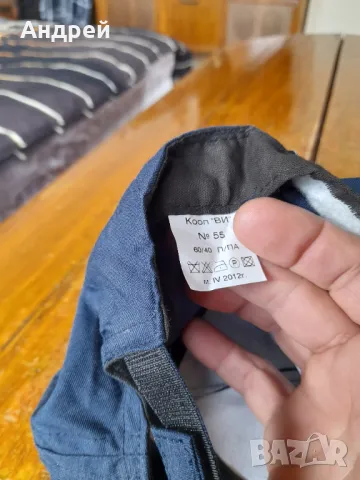 Андрей
Кооп "ВИ"
№ 55
60/40 П/ПА
м. IV 2012г.
BAZAR